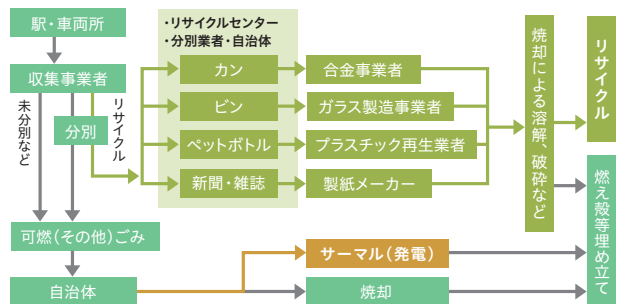 駅・車両所
収集事業者
未分別など
分別
リサイクル
可燃(その他)ごみ
自治体
・リサイクルセンター
・分別業者・自治体
カン
ビン
ペットボトル
新聞・雑誌
合金事業者
ガラス製造事業者
プラスチック再生業者
製紙メーカー
サーマル(発電)
焼却
焼却による溶解、破砕など
リサイクル
燃え殻等埋め立て